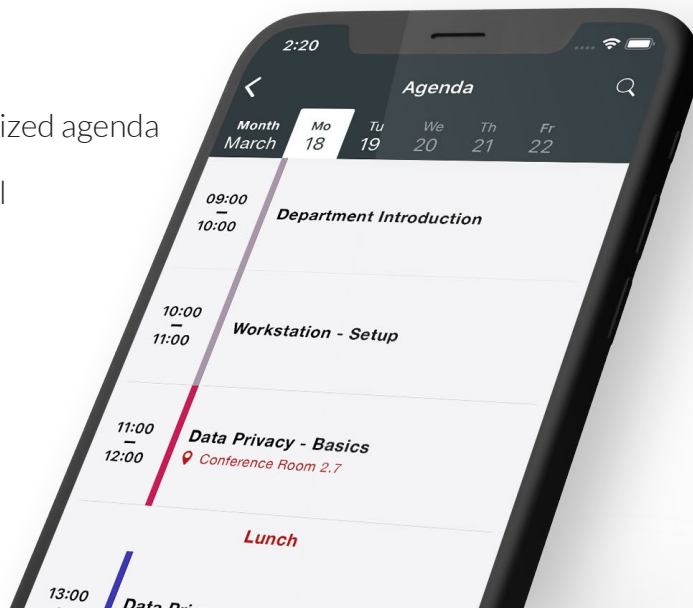 2:20
Agenda
Month Mo Tu We Th Fr
March 18 19 20 21 22
ized agenda
09:00
–
10:00
Department Introduction
10:00
–
11:00
Workstation - Setup
11:00
–
12:00
Data Privacy - Basics
Conference Room 2.7
Lunch
13:00
Data